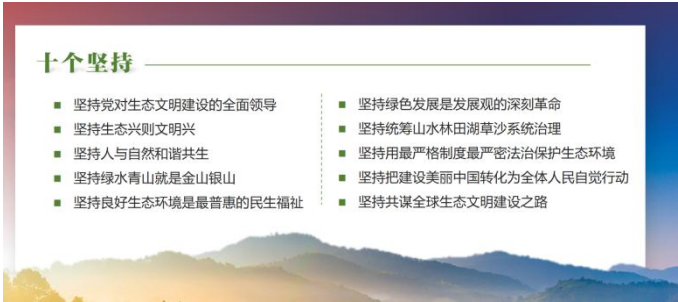 十个坚持
坚持党对生态文明建设的全面领导
坚持生态兴则文明兴
坚持人与自然和谐共生
坚持绿水青山就是金山银山
坚持良好生态环境是最普惠的民生福祉
坚持绿色发展是发展观的深刻革命
坚持统筹山水林田湖草沙系统治理
坚持用最严格制度最严密法治保护生态环境
坚持把建设美丽中国转化为全体人民自觉行动
坚持共谋全球生态文明建设之路